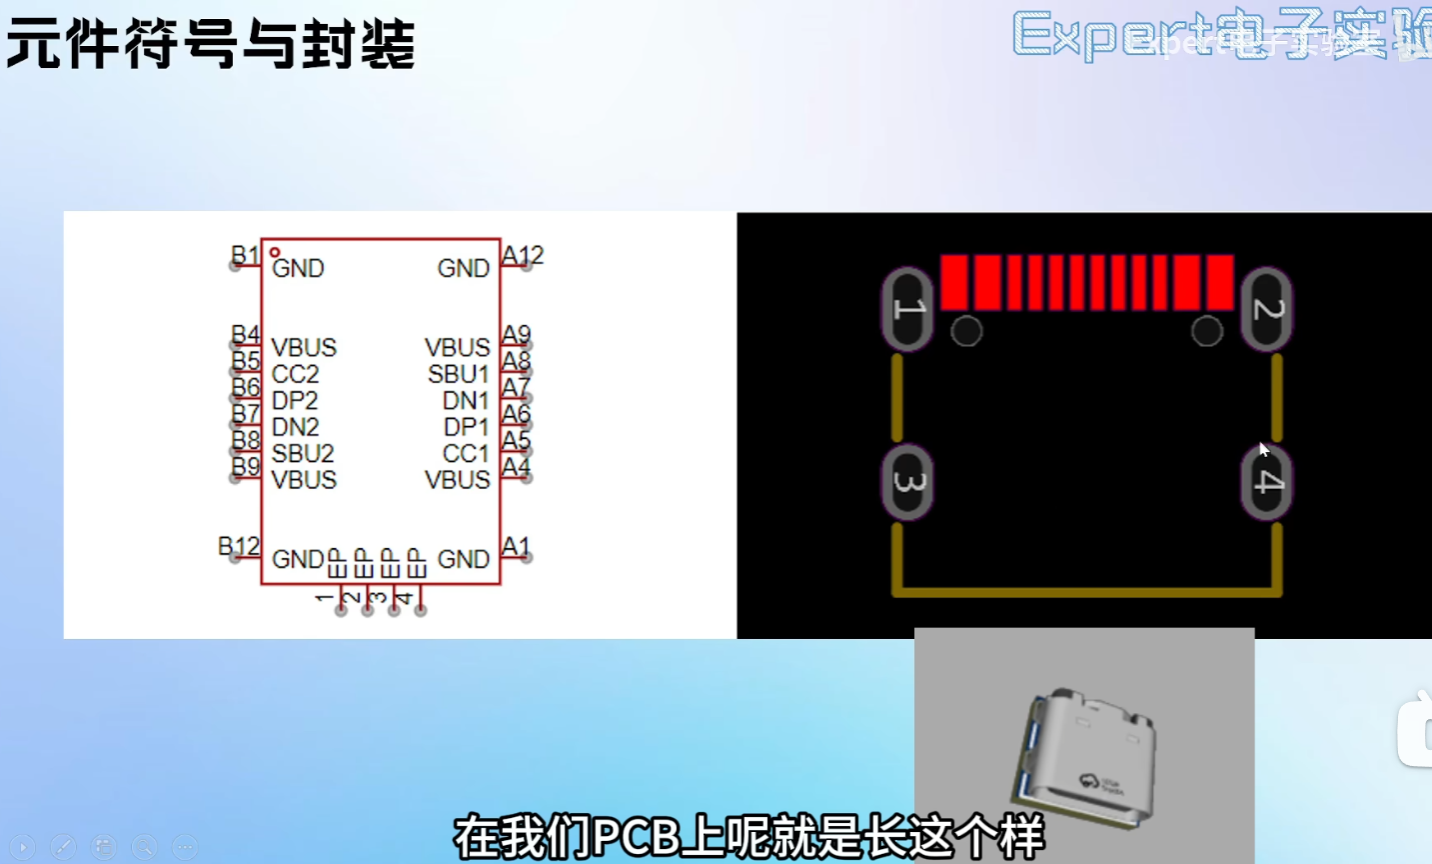 元件符号与封装
Expert电子实验
B1 GND GND A12
B4 VBUS VBUS A9
B5 CC2 SBU1 A8
B6 DP2 DN1 A7
B7 DN2 DP1 A6
B8 SBU2 CC1 A5
B9 VBUS VBUS A4
B12 GND EP EP EP EP GND A1
1 2 3 4
1 2
3 4
在我们PCB上呢就是长这个样